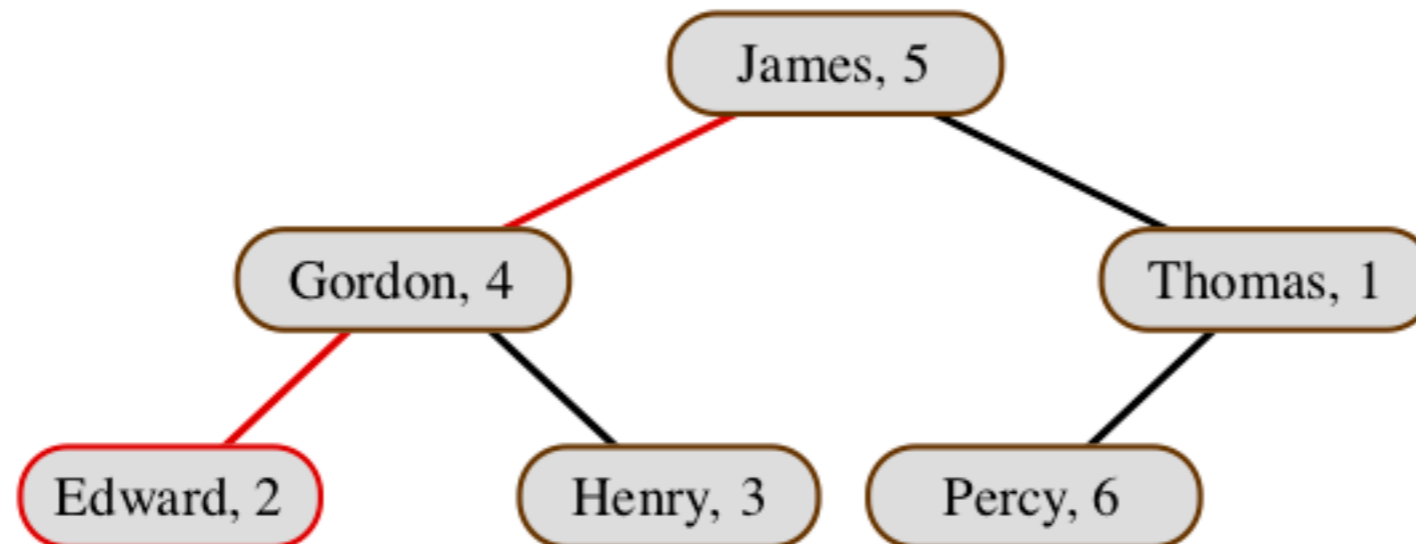 James, 5
Gordon, 4
Thomas, 1
Edward, 2
Henry, 3
Percy, 6